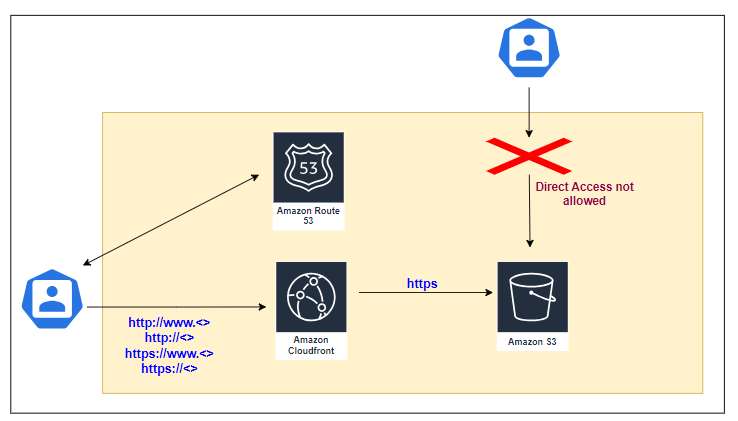 53
Amazon Route
53
Direct Access not
allowed
https
http://www.<>
http://<>
https://www.<>
https://<>
Amazon
Cloudfront
Amazon S3